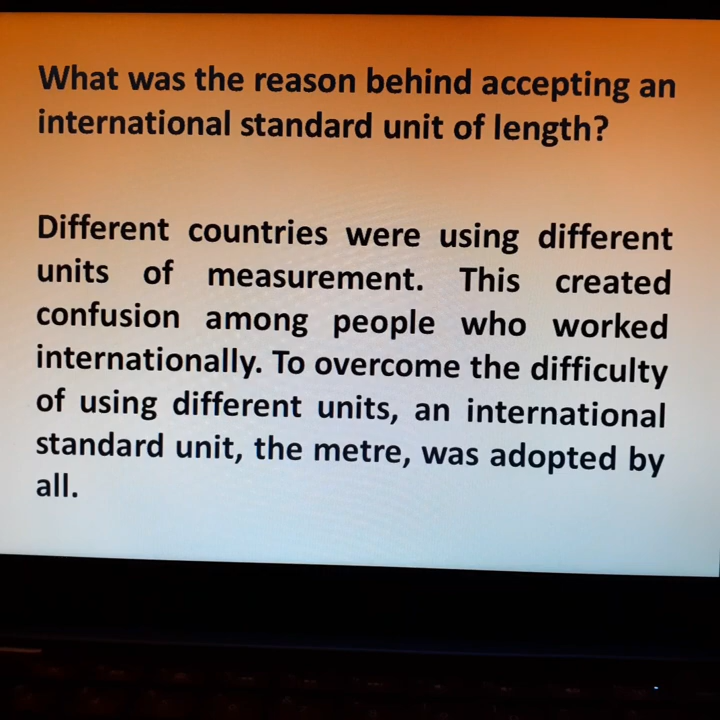 What was the reason behind accepting an
international standard unit of length?
Different countries were using different
units of measurement. This created
confusion among people who worked
internationally. To overcome the difficulty
of using different units, an international
standard unit, the metre, was adopted by
all.